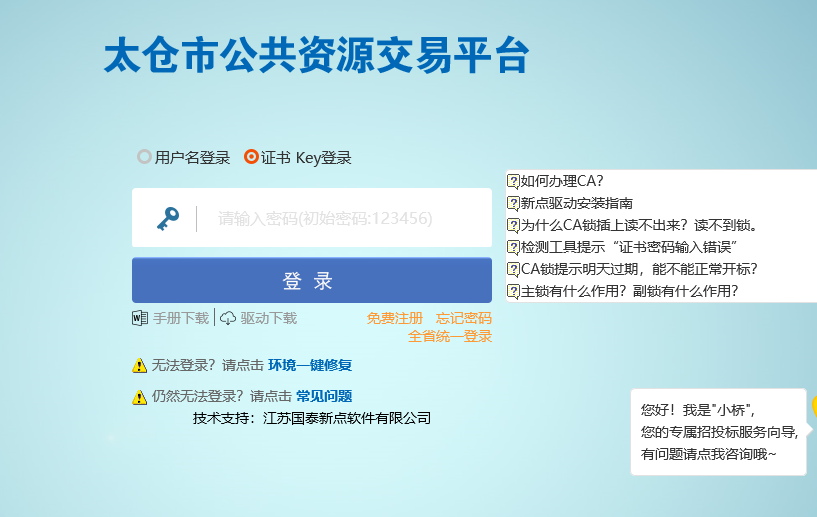 太仓市公共资源交易平台
用户名登录 证书 Key登录
请输入密码(初始密码:123456)
登 录
手册下载 驱动下载 免费注册 忘记密码
全省统一登录
无法登录？请点击 环境一键修复
仍然无法登录？请点击 常见问题
技术支持：江苏国泰新点软件有限公司
如何办理CA?
新点驱动安装指南
为什么CA锁插上读不出来？读不到锁。
检测工具提示“证书密码输入错误”
CA锁提示明天过期，能不能正常开标?
主锁有什么作用？副锁有什么作用?
您好！我是"小桥",
您的专属招投标服务向导,
有问题请点我咨询哦~